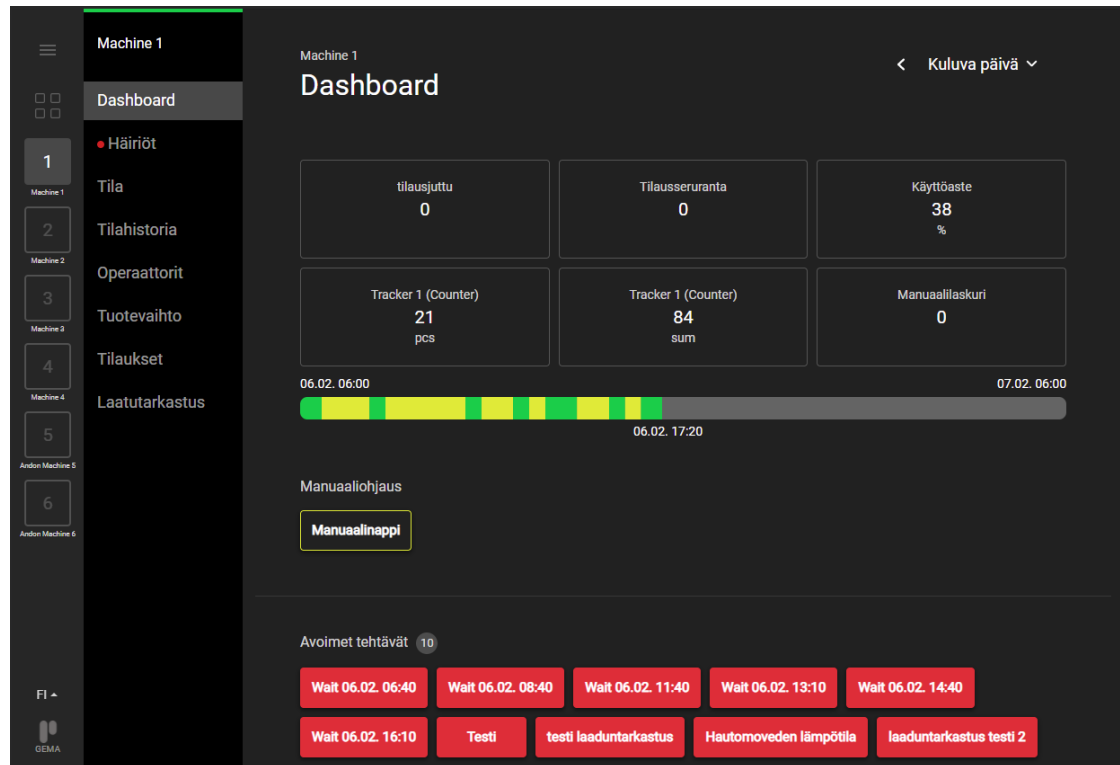 Machine 1
Dashboard
Häiriöt
Tila
Tilahistoria
Operaattorit
Tuotevaihto
Tilaukset
Laatutarkastus
1
Machine 1
2
Machine 2
3
Machine 3
4
Machine 4
5
Andon Machine 5
6
Andon Machine 6
FI
GEMA
Machine 1
Dashboard
Kuluva päivä
tilausjuttu
0
Tilausseruranta
0
Käyttöaste
38
%
Tracker 1 (Counter)
21
pcs
Tracker 1 (Counter)
84
sum
Manuaalilaskuri
0
06.02. 06:00 07.02. 06:00
06.02. 17:20
Manuaaliohjaus
Manuaalinappi
Avoimet tehtävät 10
Wait 06.02. 06:40 Wait 06.02. 08:40 Wait 06.02. 11:40 Wait 06.02. 13:10 Wait 06.02. 14:40
Wait 06.02. 16:10 Testi testi laaduntarkastus Hautomoveden lämpötila laaduntarkastus testi 2